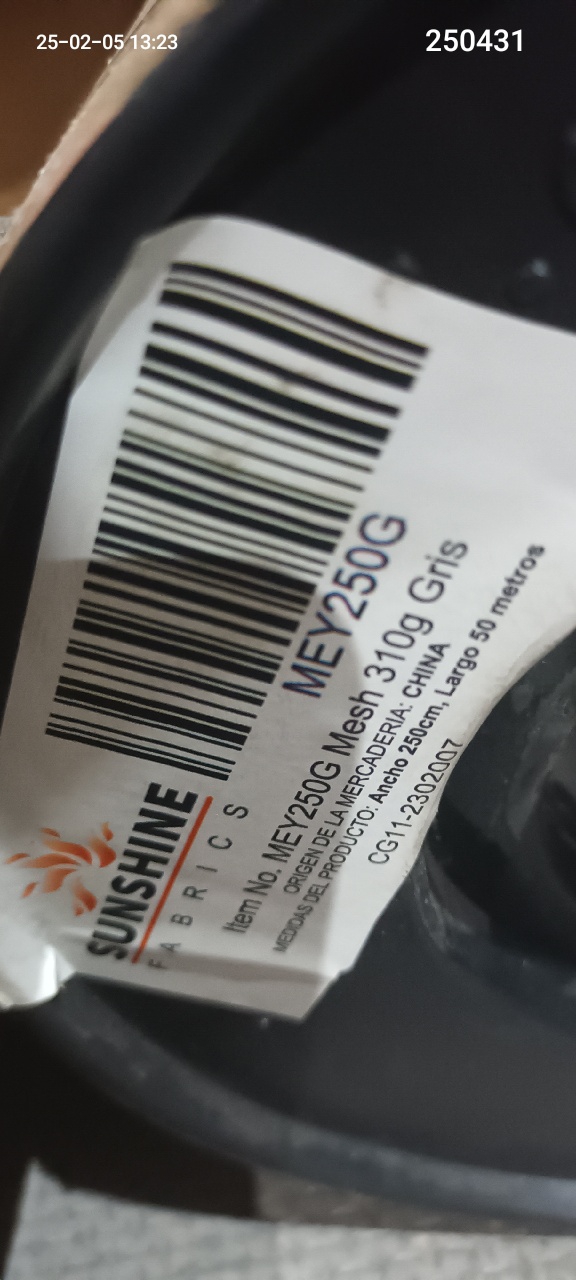 25-02-05 13:23
250431
MEY250G
SUNSHINE
FABRICS
Item No. MEY250G Mesh 310g Gris
ORIGEN DE LA MERCADERIA: CHINA
MEDIDAS DEL PRODUCTO: Ancho 250cm, Largo 50 metros
CG11-2302007